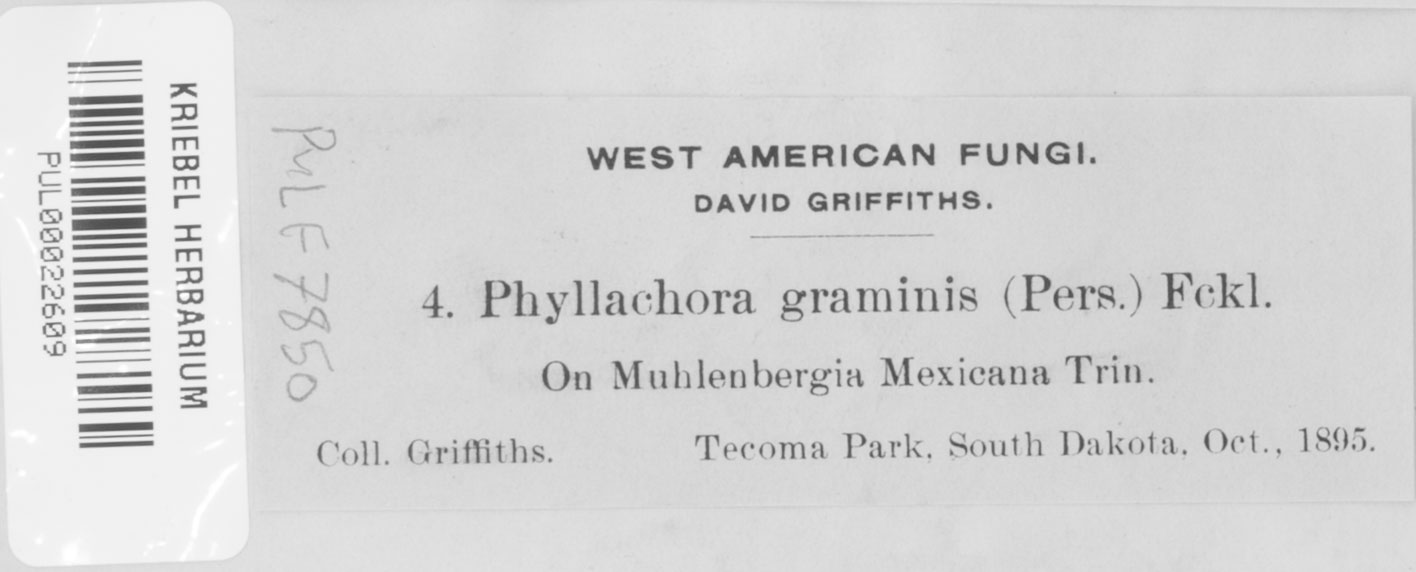 KRIEBEL HERBARIUM
PUL00022609
PUL F7850
WEST AMERICAN FUNGI.
DAVID GRIFFITHS.
4. Phyllachora graminis (Pers.) Fckl.
On Muhlenbergia Mexicana Trin.
Coll. Griffiths. Tecoma Park, South Dakota, Oct., 1895.